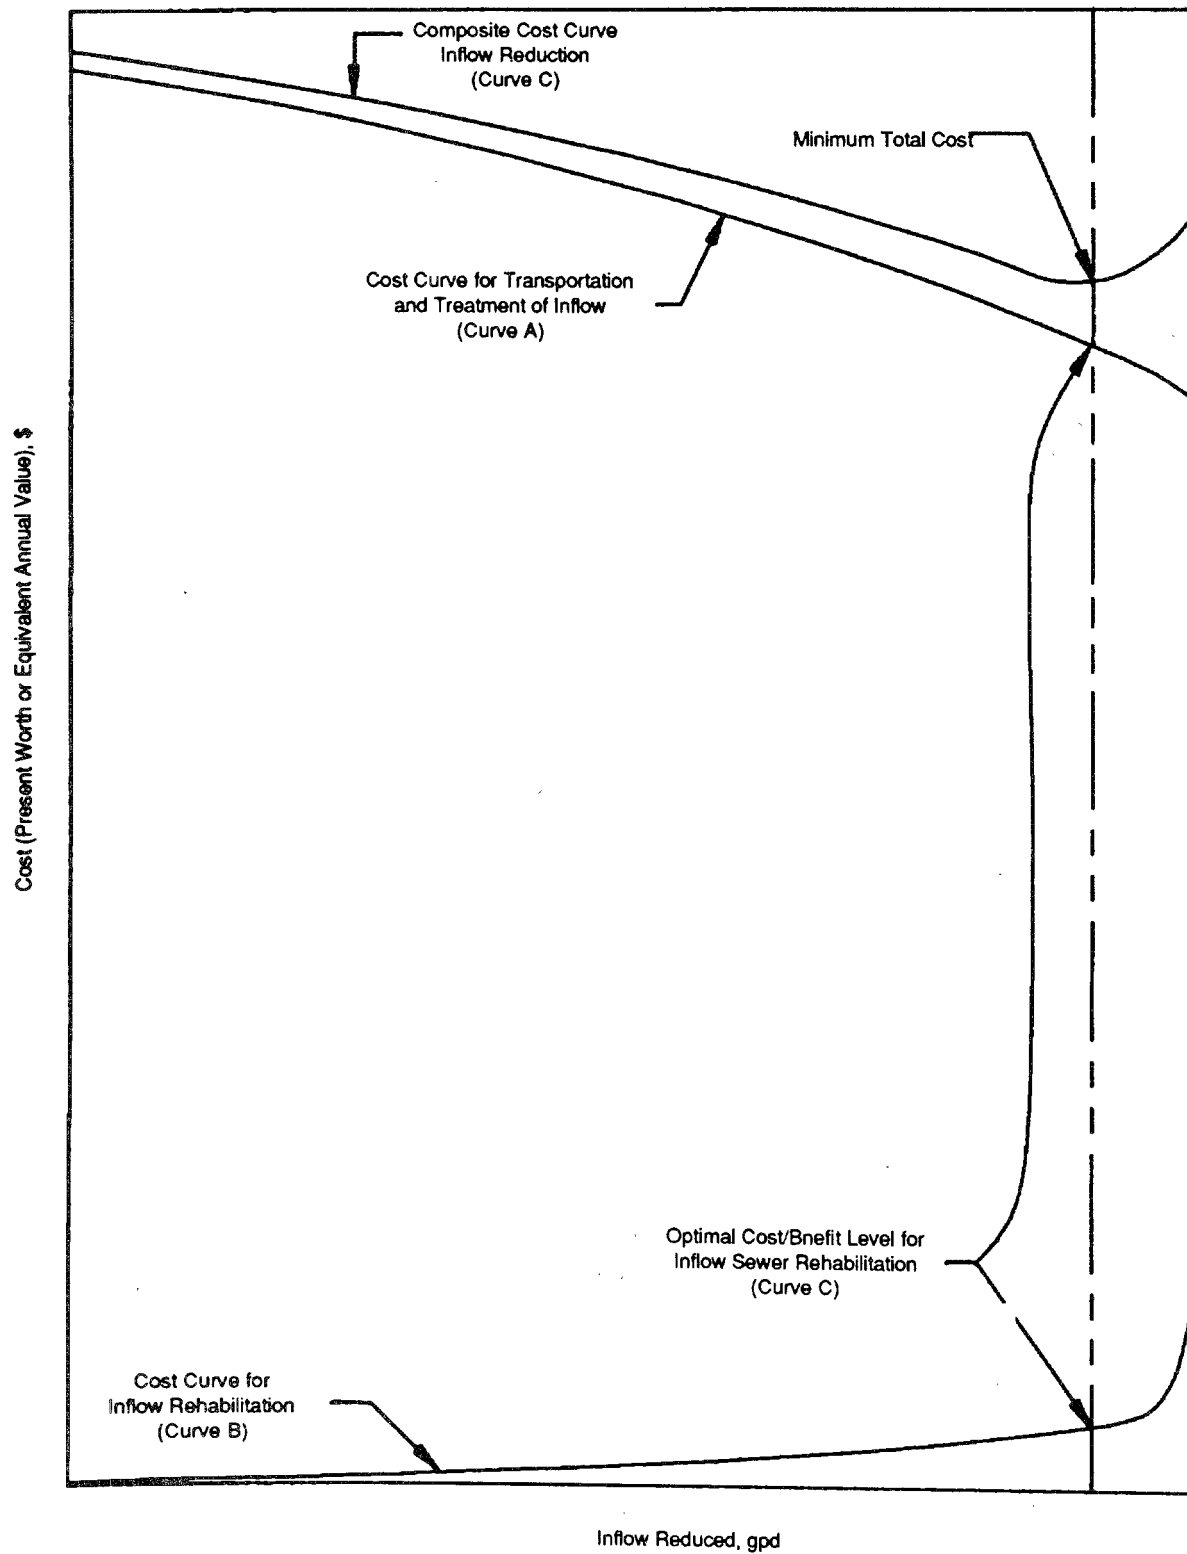 Composite Cost Curve
Inflow Reduction
(Curve C)
Minimum Total Cost
Cost Curve for Transportation
and Treatment of Inflow
(Curve A)
Cost (Present Worth or Equivalent Annual Value), $
Optimal Cost/Bnefit Level for
Inflow Sewer Rehabilitation
(Curve C)
Cost Curve for
Inflow Rehabilitation
(Curve B)
Inflow Reduced, gpd